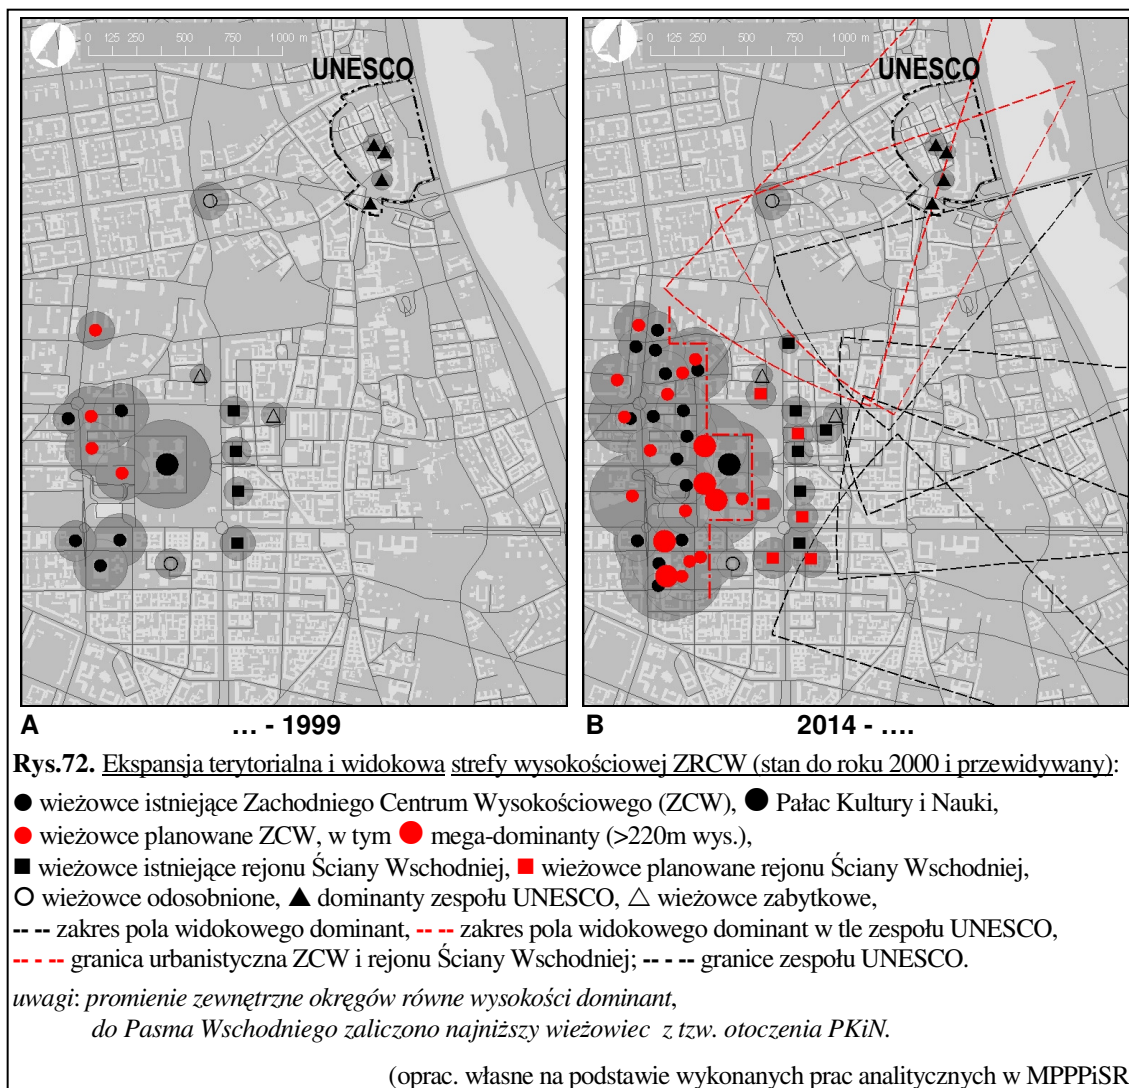 0 125 250 500 750 1000 m
UNESCO
0 125 250 500 750 1000 m
UNESCO
A ... - 1999
B 2014 - ....
Rys.72. Ekspansja terytorialna i widokowa strefy wysokościowej ZRCW (stan do roku 2000 i przewidywany):
● wieżowce istniejące Zachodniego Centrum Wysokościowego (ZCW), ● Pałac Kultury i Nauki,
● wieżowce planowane ZCW, w tym ● mega-dominanty (>220m wys.),
■ wieżowce istniejące rejonu Ściany Wschodniej, ■ wieżowce planowane rejonu Ściany Wschodniej,
○ wieżowce odosobnione, ▲ dominanty zespołu UNESCO, △ wieżowce zabytkowe,
-- -- zakres pola widokowego dominant, -- -- zakres pola widokowego dominant w tle zespołu UNESCO,
-- - -- granica urbanistyczna ZCW i rejonu Ściany Wschodniej; -- - -- granice zespołu UNESCO.
uwagi: promienie zewnętrzne okręgów równe wysokości dominant,
do Pasma Wschodniego zaliczono najniższy wieżowiec z tzw. otoczenia PKiN.
(oprac. własne na podstawie wykonanych prac analitycznych w MPPPiSR